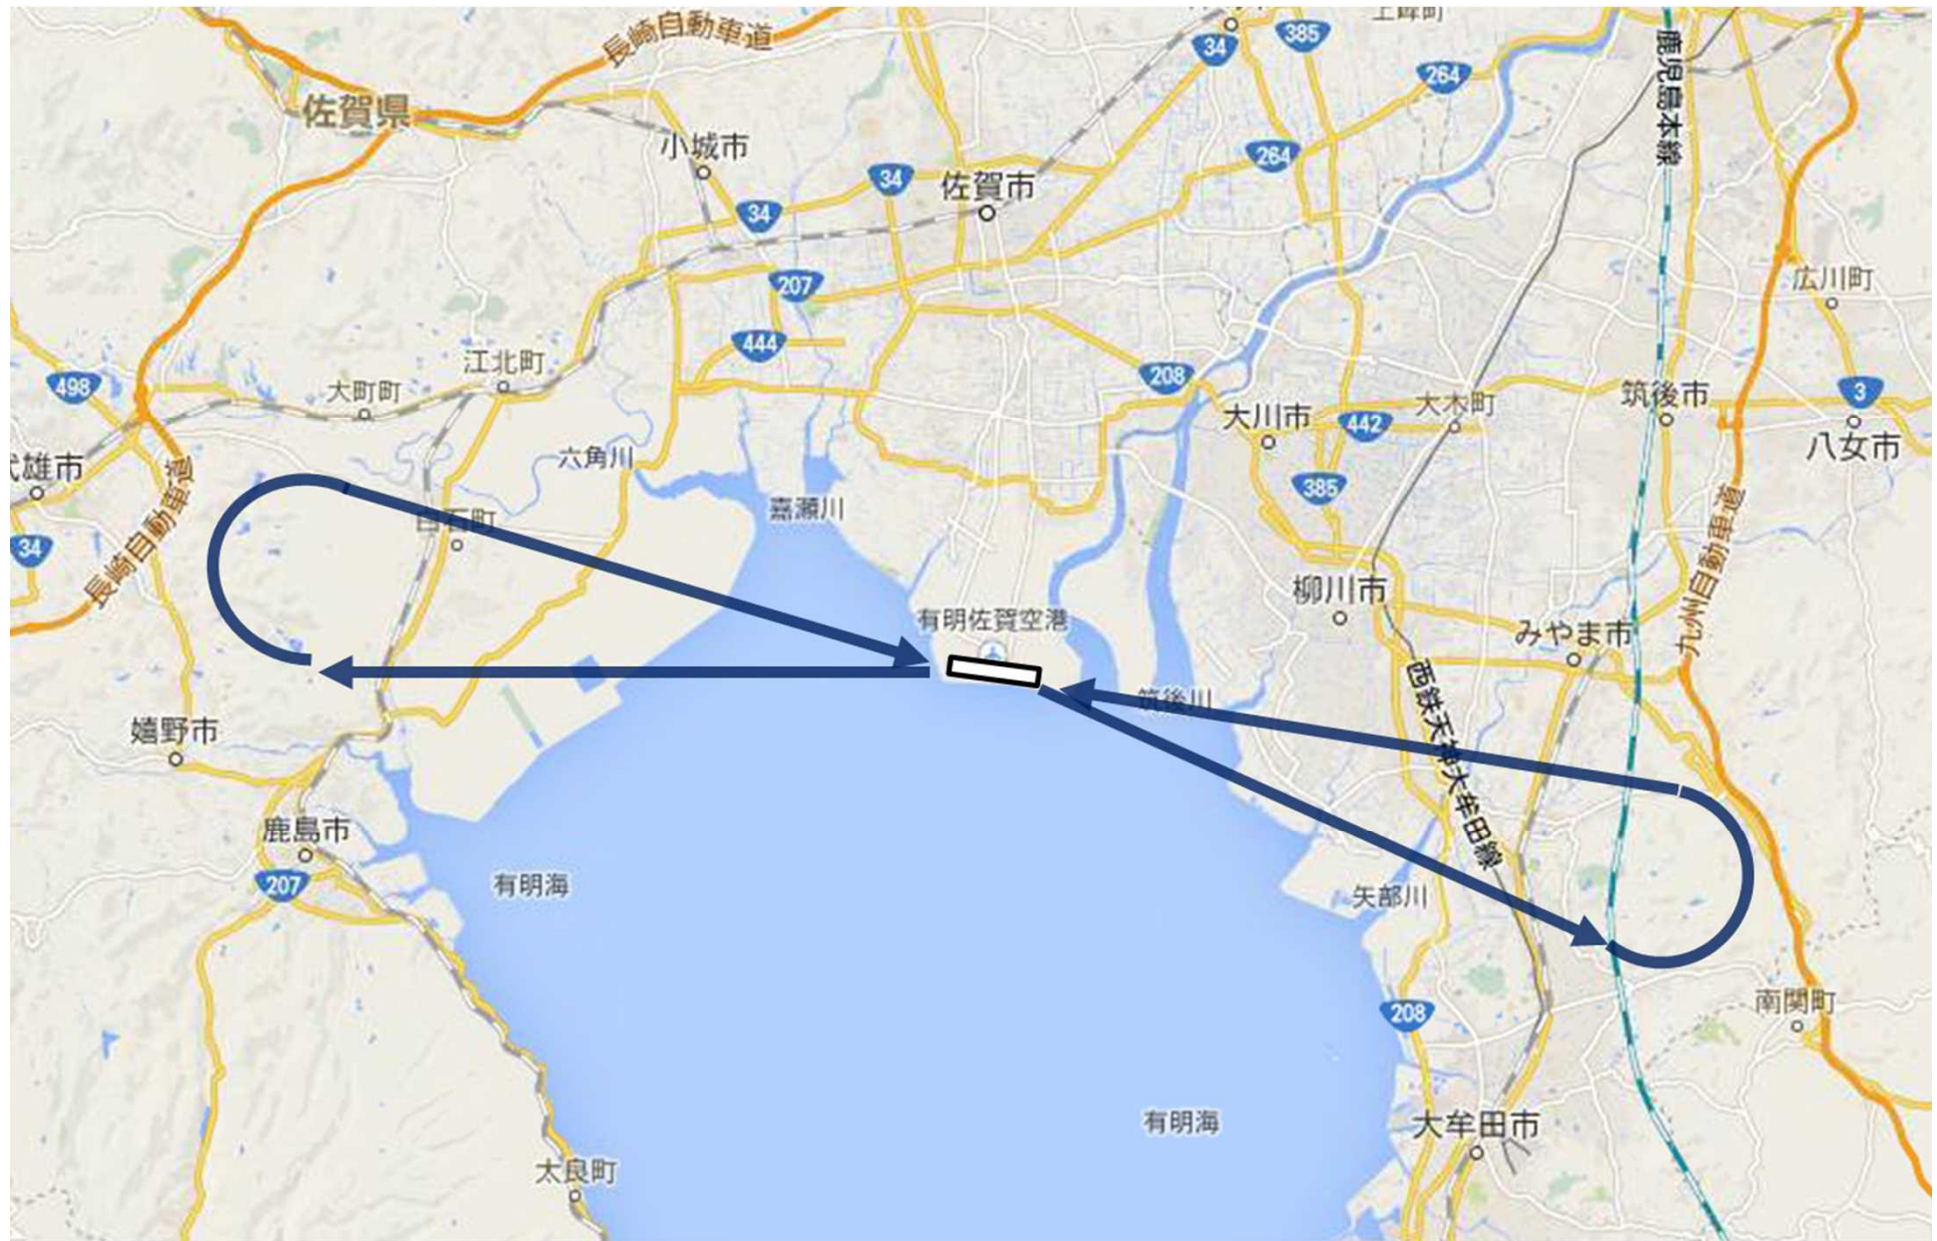 長崎自動車道
34
385
上峰町
264
鹿児島本線
佐賀県
小城市
264
34
佐賀市
34
207
広川町
444
江北町
498
大町町
208
大川市
442
大木町
筑後市
3
八女市
六角川
武雄市
385
嘉瀬川
白石町
34
長崎自動車道
九州自動車道
柳川市
有明佐賀空港
みやま市
筑後川
西鉄天神大牟田線
嬉野市
鹿島市
207
有明海
矢部川
208
南関町
有明海
大牟田市
太良町